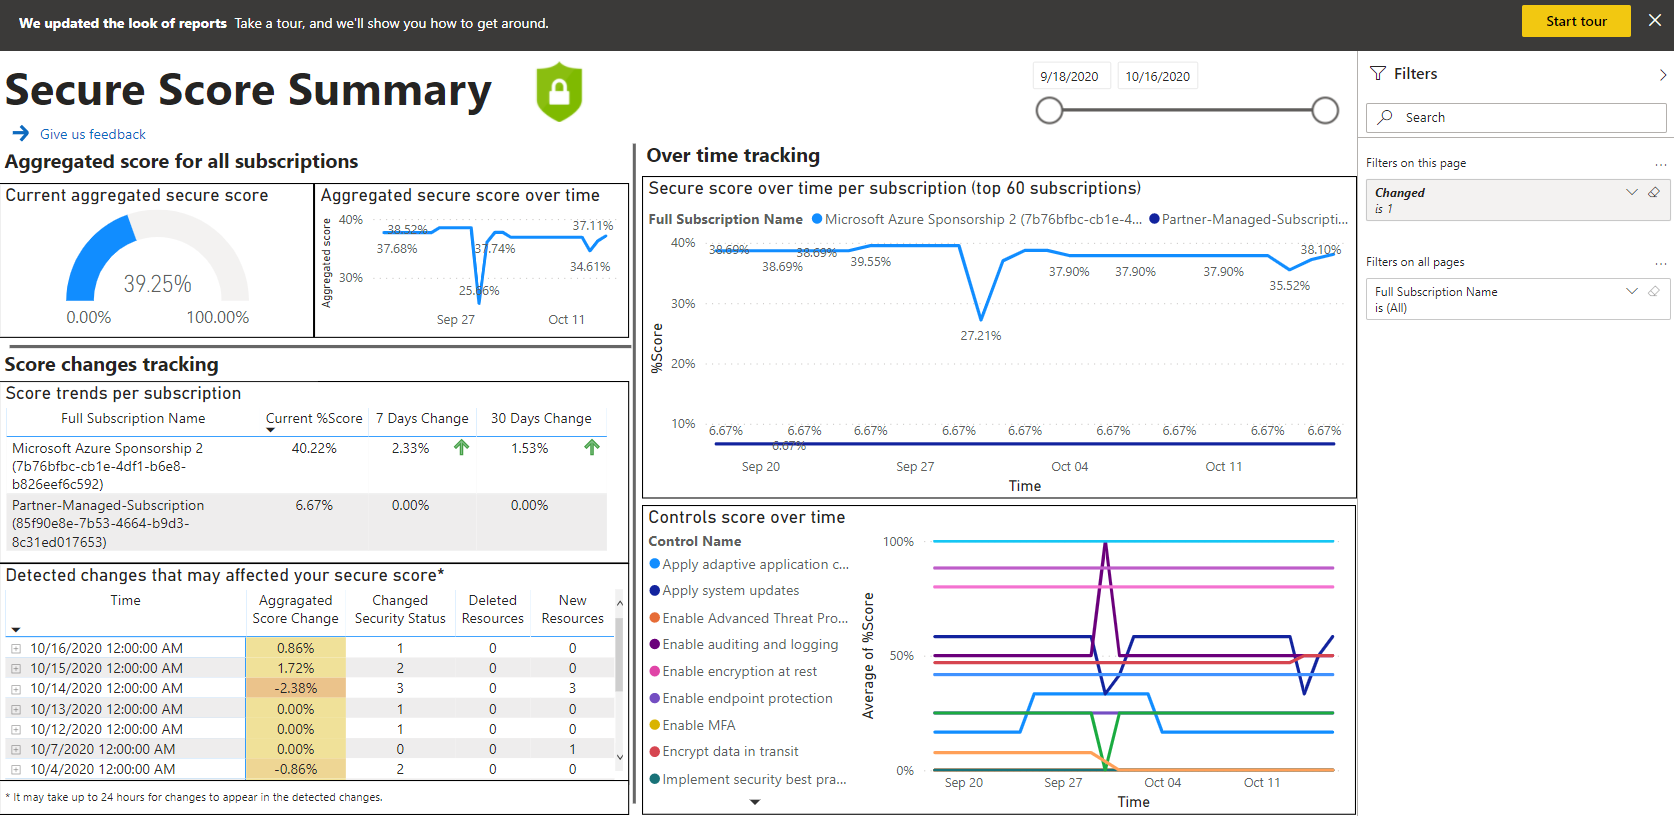 We updated the look of reports Take a tour, and we'll show you how to get around.
Start tour
Secure Score Summary
Give us feedback
9/18/2020 10/16/2020
Aggregated score for all subscriptions
Current aggregated secure score
39.25%
0.00% 100.00%
Aggregated secure score over time
Aggregated score
40%
30%
38.52%
37.68%
37.74%
25.66%
37.11%
34.61%
Sep 27 Oct 11
Score changes tracking
Score trends per subscription
Full Subscription Name Current %Score 7 Days Change 30 Days Change
Microsoft Azure Sponsorship 2 40.22% 2.33% 1.53%
(7b76bfbc-cb1e-4df1-b6e8-
b826eef6c592)
Partner-Managed-Subscription 6.67% 0.00% 0.00%
(85f90e8e-7b53-4664-b9d3-
8c31ed017653)
Detected changes that may affected your secure score*
Time Aggragated Changed Deleted New
Score Change Security Status Resources Resources
10/16/2020 12:00:00 AM 0.86% 1 0 0
10/15/2020 12:00:00 AM 1.72% 2 0 0
10/14/2020 12:00:00 AM -2.38% 3 0 3
10/13/2020 12:00:00 AM 0.00% 1 0 0
10/12/2020 12:00:00 AM 0.00% 1 0 0
10/7/2020 12:00:00 AM 0.00% 0 0 1
10/4/2020 12:00:00 AM -0.86% 2 0 0
* It may take up to 24 hours for changes to appear in the detected changes.
Over time tracking
Secure score over time per subscription (top 60 subscriptions)
Full Subscription Name Microsoft Azure Sponsorship 2 (7b76bfbc-cb1e-4... Partner-Managed-Subscripti...
%Score
40%
30%
20%
10%
38.69% 38.69% 38.10%
38.69% 39.55% 37.90% 37.90% 37.90%
35.52%
27.21%
6.67% 6.67% 6.67% 6.67% 6.67% 6.67% 6.67% 6.67% 6.67%
6.67%
Sep 20 Sep 27 Oct 04 Oct 11
Time
Controls score over time
Control Name
Apply adaptive application c...
Apply system updates
Enable Advanced Threat Pro...
Enable auditing and logging
Enable encryption at rest
Enable endpoint protection
Enable MFA
Encrypt data in transit
Implement security best pra...
Average of %Score
100%
50%
0%
Sep 20 Sep 27 Oct 04 Oct 11
Time
Filters
Search
Filters on this page
...
Changed
is 1
Filters on all pages
...
Full Subscription Name
is (All)